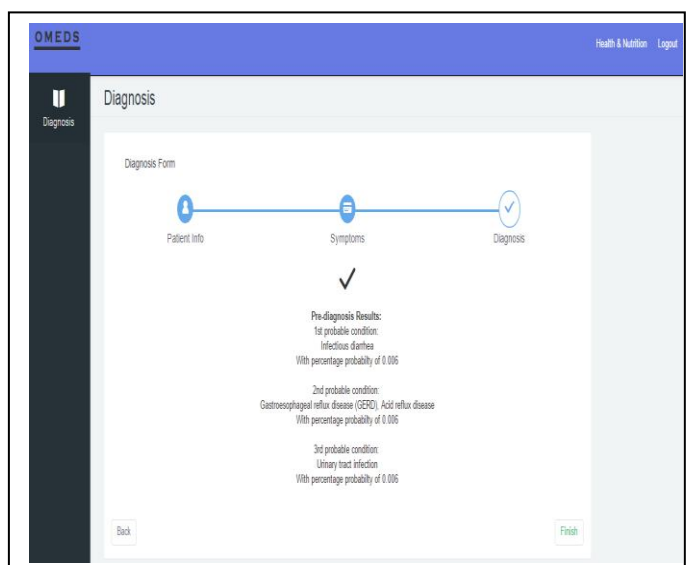 OMEDS
Health & Nutrition Logout
Diagnosis
Diagnosis
Diagnosis Form
Patient Info Symptoms Diagnosis
Pre-diagnosis Results:
1st probable condition:
Infectious diarrhea
With percentage probabilty of 0.006
2nd probable condition:
Gastroesophageal reflux disease (GERD), Acid reflux disease
With percentage probabilty of 0.006
3rd probable condition:
Urinary tract infection
With percentage probabilty of 0.006
Back Finish